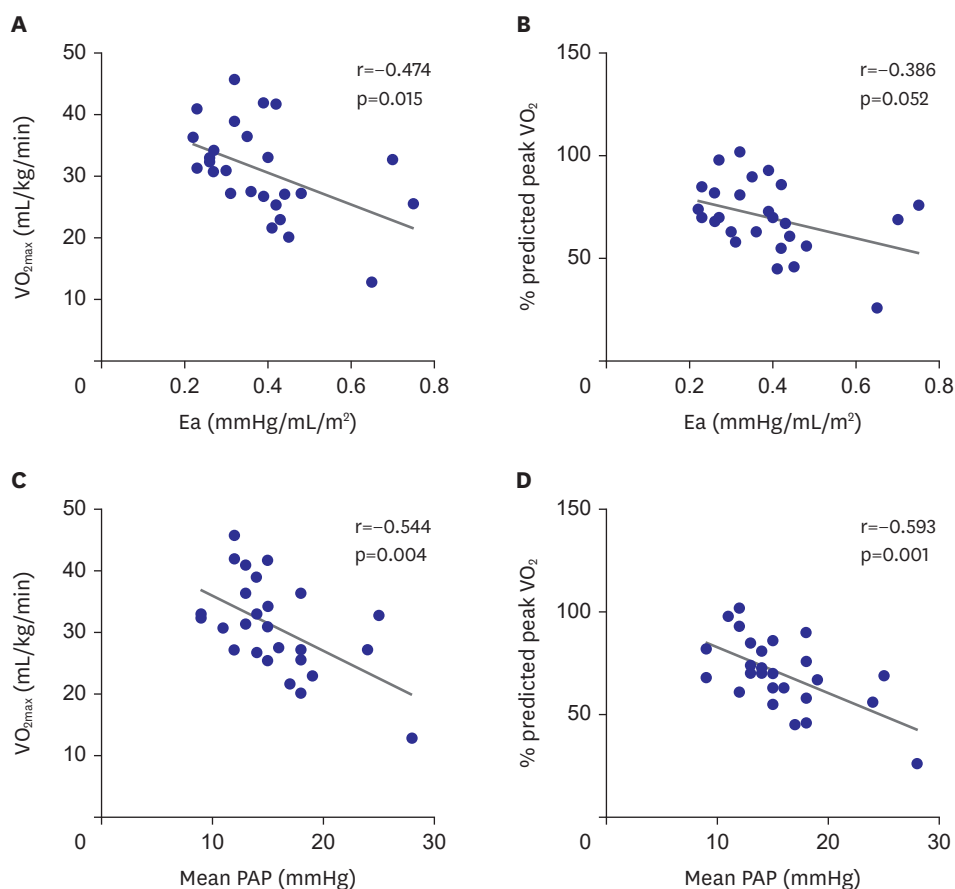 A
50
40
30
20
10
0
0.2 0.4 0.6 0.8
VO2max (mL/kg/min)
Ea (mmHg/mL/m²)
r=−0.474
p=0.015
B
150
100
50
0
0.2 0.4 0.6 0.8
% predicted peak VO2
Ea (mmHg/mL/m²)
r=−0.386
p=0.052
C
50
40
30
20
10
0
10 20 30
VO2max (mL/kg/min)
Mean PAP (mmHg)
r=−0.544
p=0.004
D
150
100
50
0
10 20 30
% predicted peak VO2
Mean PAP (mmHg)
r=−0.593
p=0.001